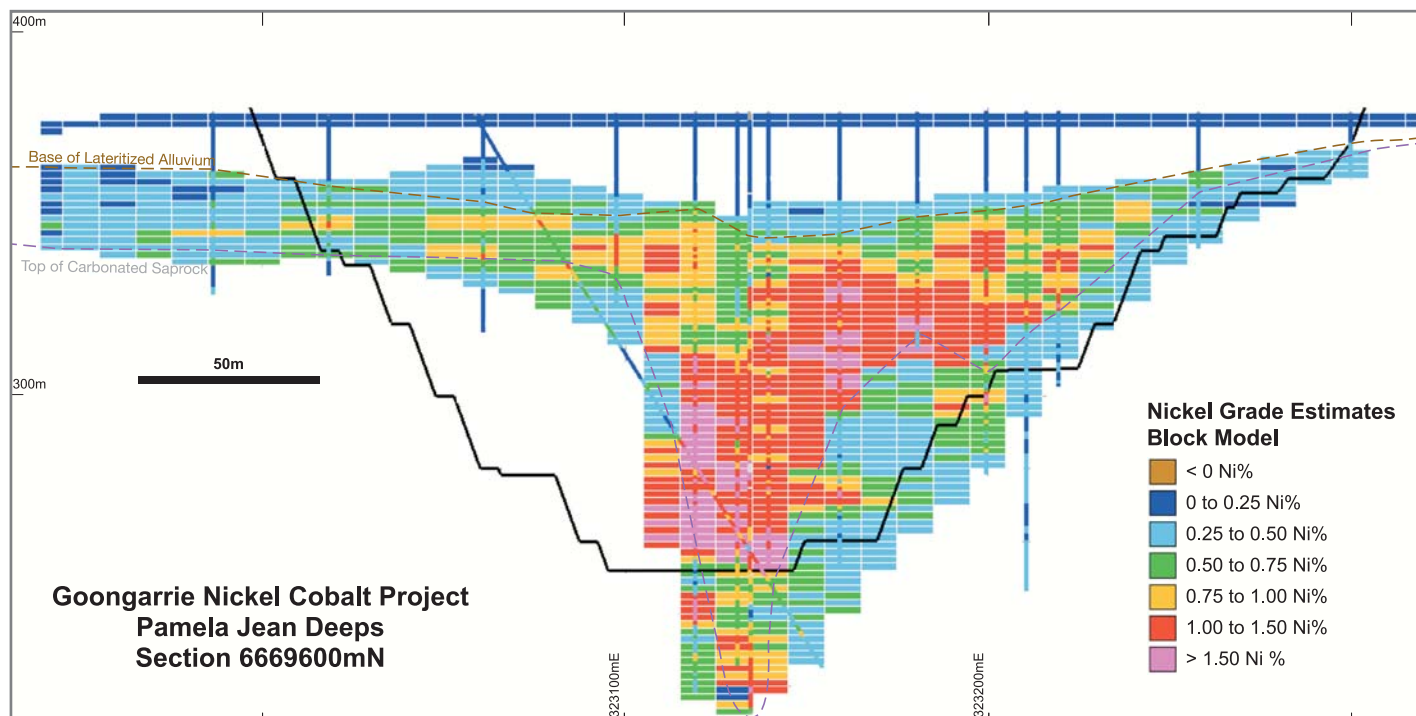 400m
Base of Lateritized Alluvium
Top of Carbonated Saprock
50m
300m
Nickel Grade Estimates
Block Model
< 0 Ni%
0 to 0.25 Ni%
0.25 to 0.50 Ni%
0.50 to 0.75 Ni%
0.75 to 1.00 Ni%
1.00 to 1.50 Ni%
> 1.50 Ni %
Goongarrie Nickel Cobalt Project
Pamela Jean Deeps
Section 6669600mN
323100mE
323200mE